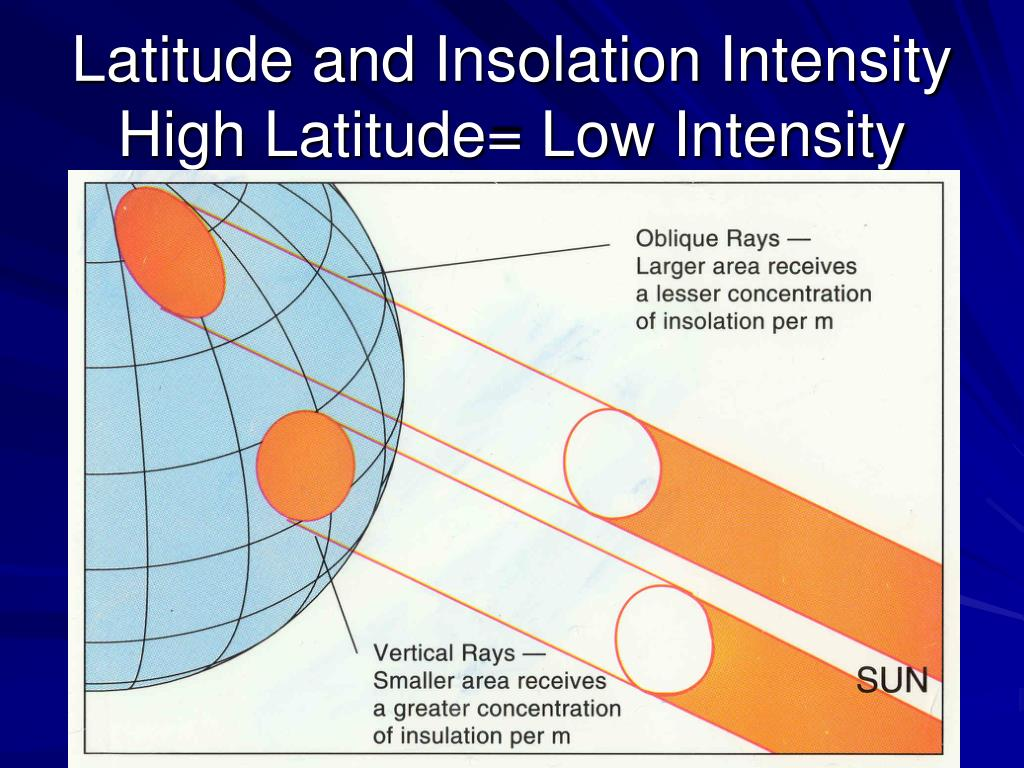 Latitude and Insolation Intensity
High Latitude= Low Intensity
Oblique Rays —
Larger area receives
a lesser concentration
of insolation per m
Vertical Rays —
Smaller area receives
a greater concentration
of insulation per m
SUN